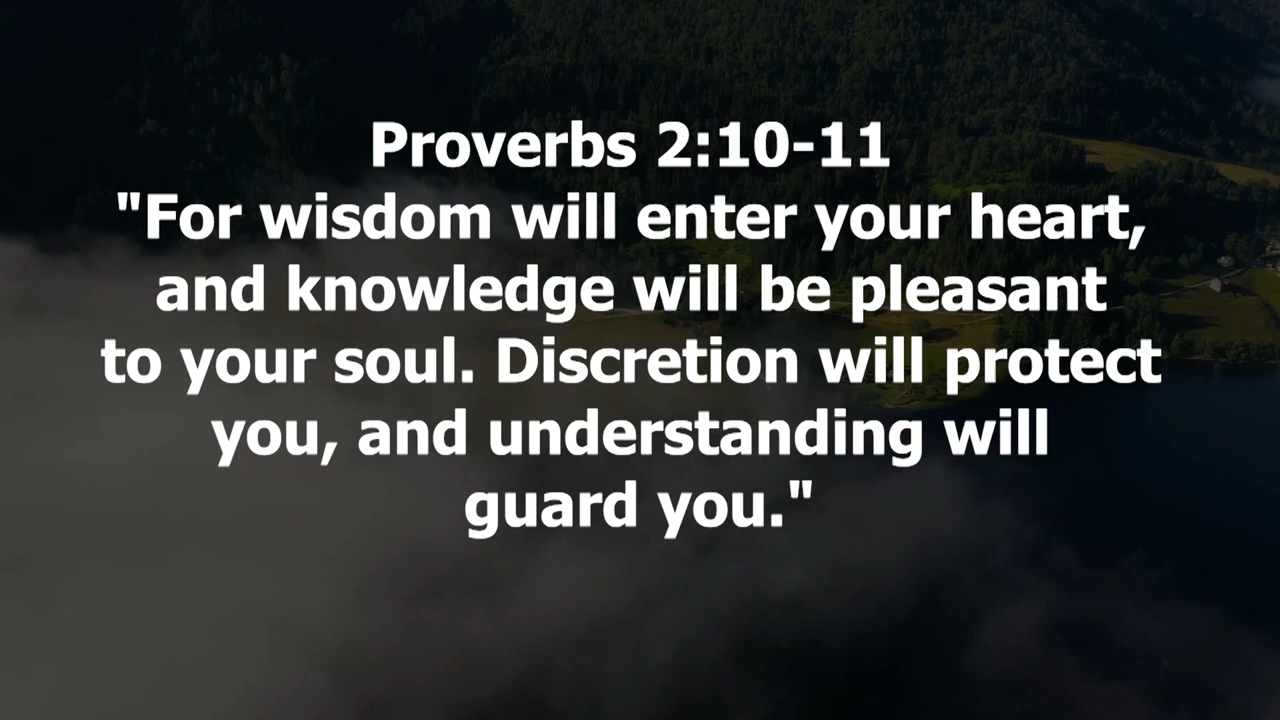 Proverbs 2:10-11
"For wisdom will enter your heart,
and knowledge will be pleasant
to your soul. Discretion will protect
you, and understanding will
guard you."